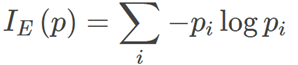 I_E (p) = ∑_i −p_i log p_i